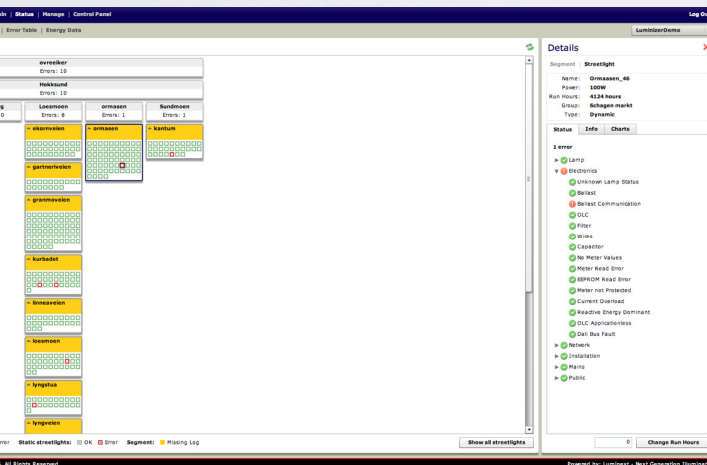 in | Status | Manage | Control Panel
Log Ou
| Error Table | Energy Data
LuminizerDemo
ovreeiker
Errors: 10
Hokksund
Errors: 10
g
0
Loesmoen
Errors: 8
ormasen
Errors: 1
Sundmoen
Errors: 1
ekornveien
ormasen
kantum
gartneriveien
granmoveien
kurbadet
linneaveien
loesmoen
lyngstua
lyngveien
Details
Segment | Streetlight
Name: Ormaasen_46
Power: 100W
Run Hours: 4124 hours
Group: Schagen markt
Type: Dynamic
Status Info Charts
1 error
Lamp
Electronics
Unknown Lamp Status
Ballast
Ballast Communication
OLC
Filter
Wires
Capacitor
No Meter Values
Meter Read Error
EEPROM Read Error
Meter not Protected
Current Overload
Reactive Energy Dominant
OLC Applicationless
Dali Bus Fault
Network
Installation
Mains
Public
rror Static streetlights: OK Error Segment: Missing Log
Show all streetlights
0 Change Run Hours
. All Rights Reserved
Powered by: Luminext - Next Generation Illuminat